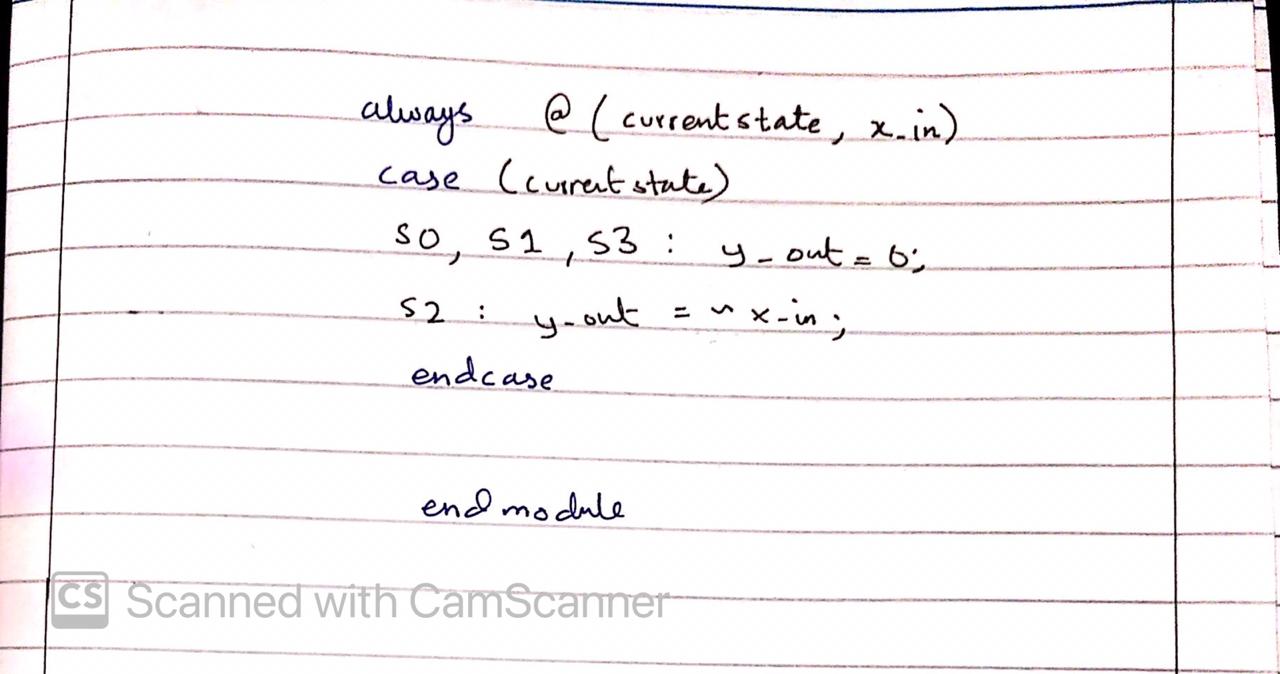 always @ (currentstate, x_in)
case (currentstate)
S0, S1, S3 : y_out = 0;
S2 : y_out = ~ x_in ;
endcase
endmodule
CS Scanned with CamScanner